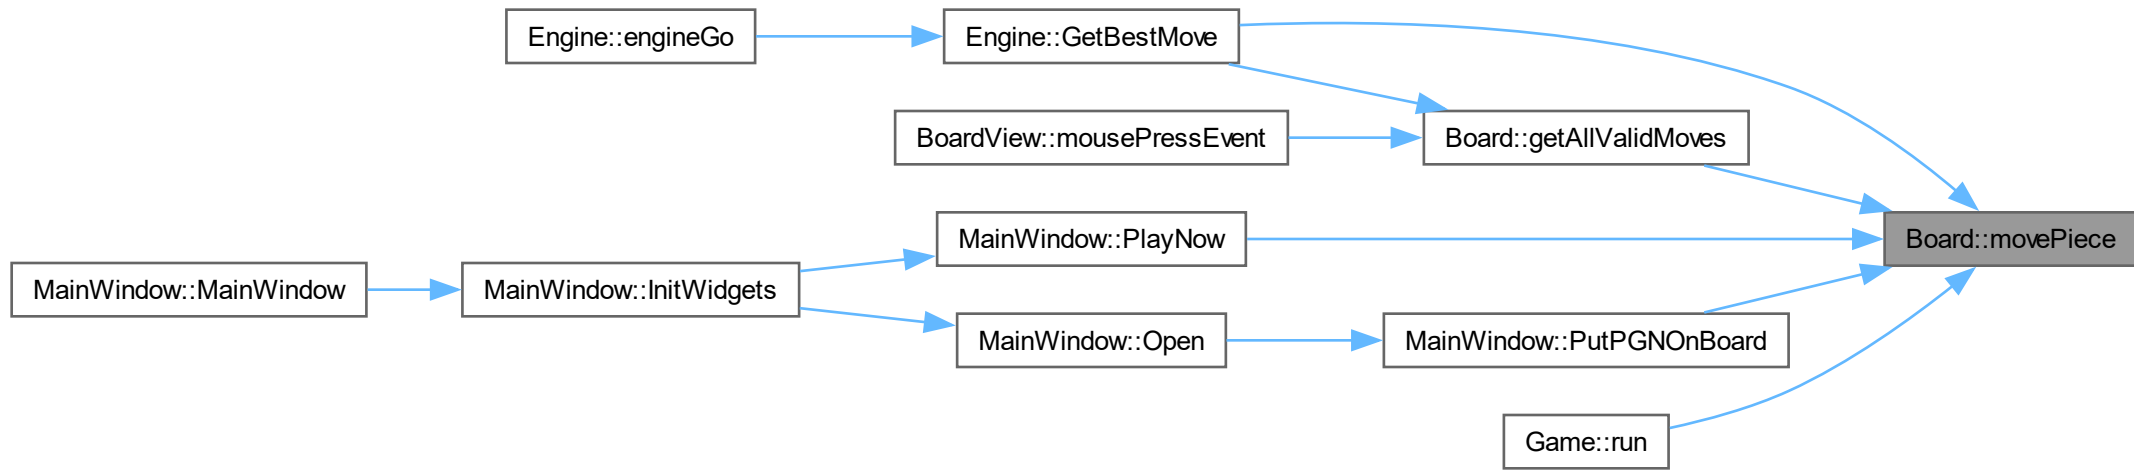 Engine::engineGo
Engine::GetBestMove
BoardView::mousePressEvent
Board::getAllValidMoves
MainWindow::PlayNow
Board::movePiece
MainWindow::MainWindow
MainWindow::InitWidgets
MainWindow::Open
MainWindow::PutPGNOnBoard
Game::run